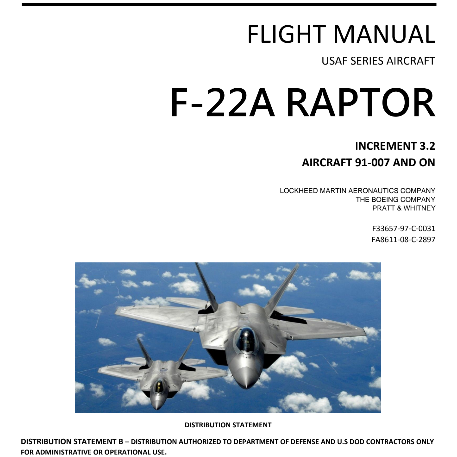 FLIGHT MANUAL
USAF SERIES AIRCRAFT
F-22A RAPTOR
INCREMENT 3.2
AIRCRAFT 91-007 AND ON
LOCKHEED MARTIN AERONAUTICS COMPANY
THE BOEING COMPANY
PRATT & WHITNEY
F33657-97-C-0031
FA8611-08-C-2897
DISTRIBUTION STATEMENT
DISTRIBUTION STATEMENT B – DISTRIBUTION AUTHORIZED TO DEPARTMENT OF DEFENSE AND U.S DOD CONTRACTORS ONLY
FOR ADMINISTRATIVE OR OPERATIONAL USE.